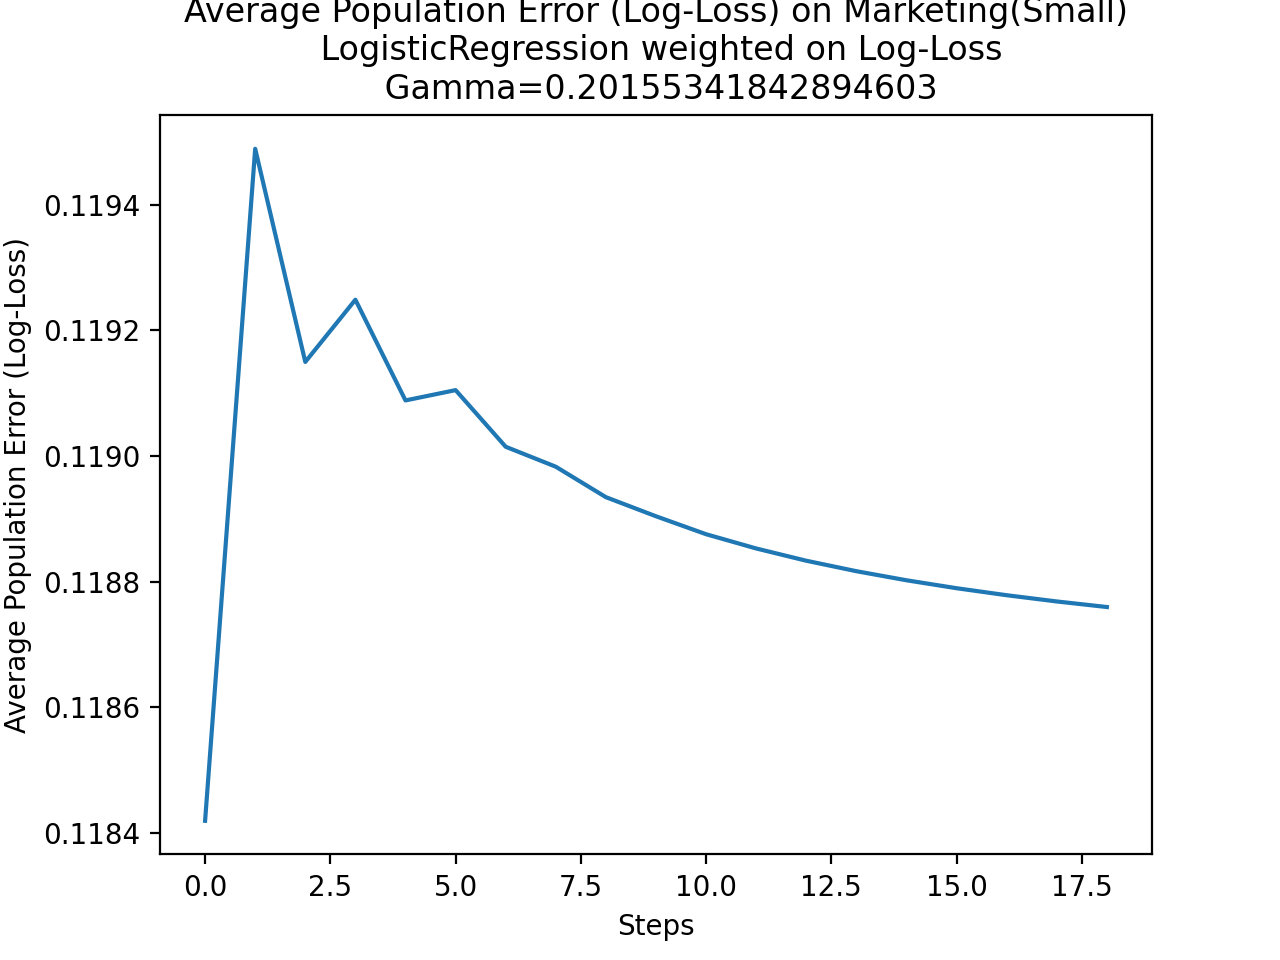 Average Population Error (Log-Loss) on Marketing(Small)
LogisticRegression weighted on Log-Loss
Gamma=0.20155341842894603
Average Population Error (Log-Loss)
0.1194
0.1192
0.1190
0.1188
0.1186
0.1184
0.0 2.5 5.0 7.5 10.0 12.5 15.0 17.5
Steps